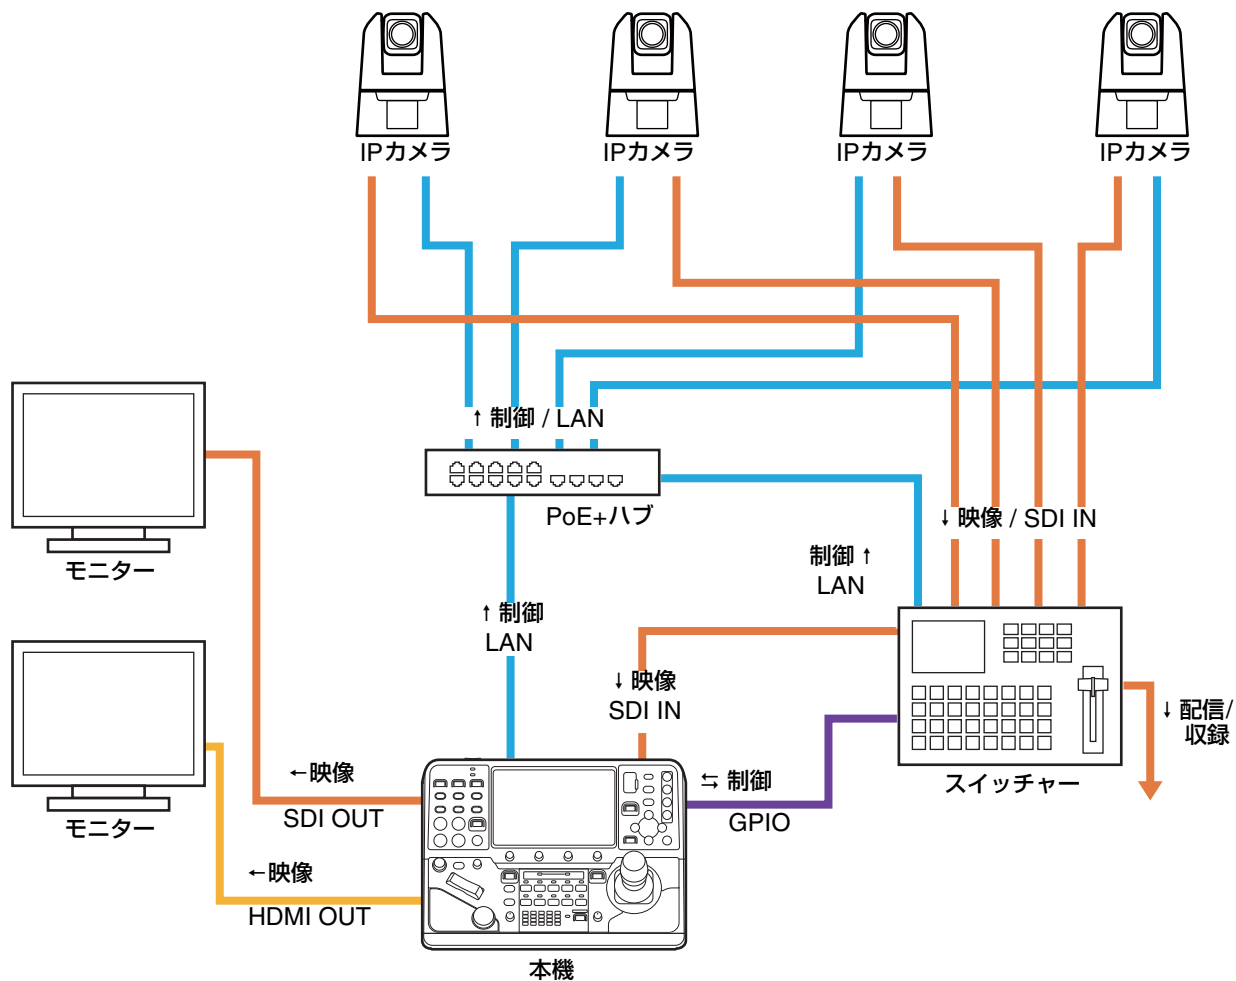 IPカメラ
IPカメラ
IPカメラ
IPカメラ
↑ 制御 / LAN
PoE+ハブ
↓ 映像 / SDI IN
制御 ↑
LAN
モニター
↑ 制御
LAN
↓ 映像
SDI IN
↓ 配信/
収録
スイッチャー
←映像
SDI OUT
⇆ 制御
GPIO
モニター
←映像
HDMI OUT
本機